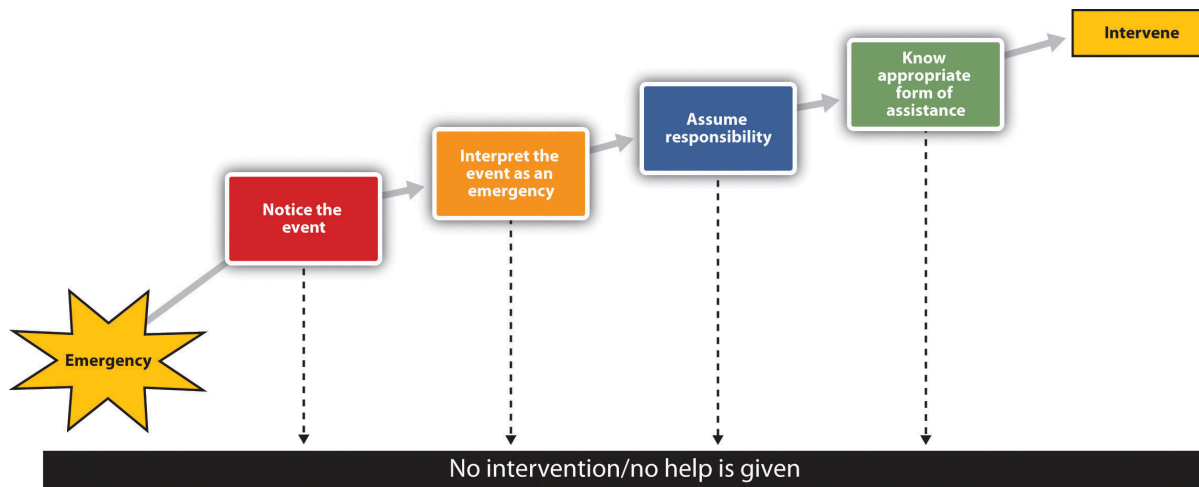 Emergency
Notice the
event
Interpret the
event as an
emergency
Assume
responsibility
Know
appropriate
form of
assistance
Intervene
No intervention/no help is given